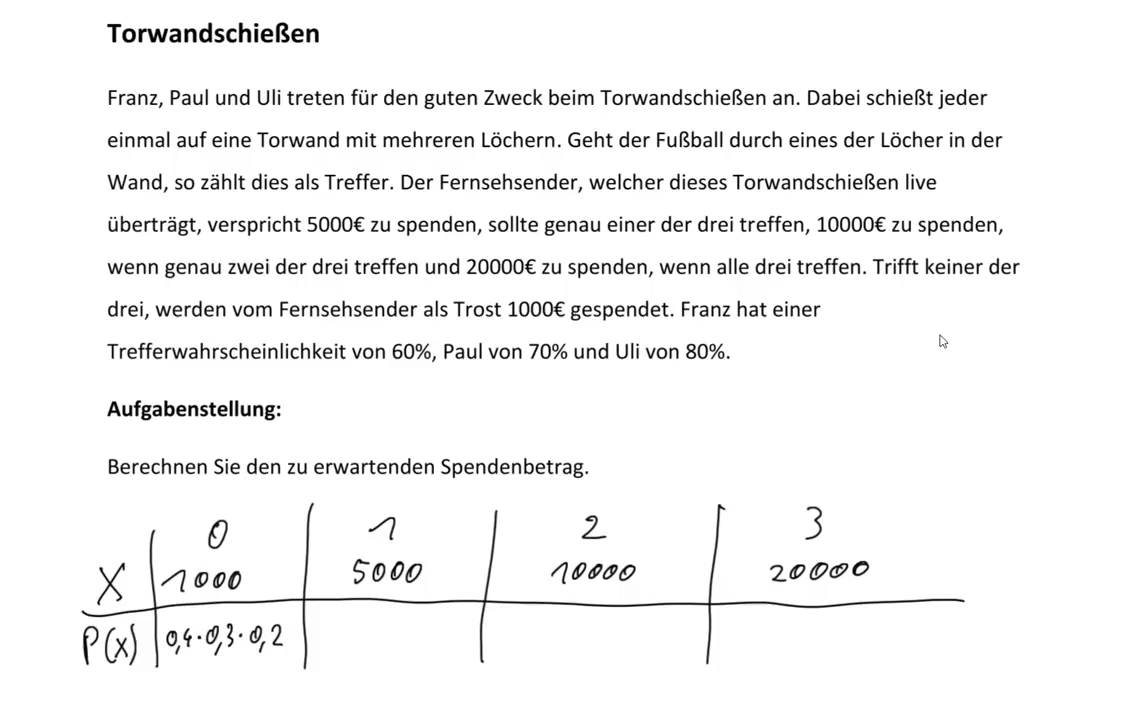 Torwandschießen
Franz, Paul und Uli treten für den guten Zweck beim Torwandschießen an. Dabei schießt jeder
einmal auf eine Torwand mit mehreren Löchern. Geht der Fußball durch eines der Löcher in der
Wand, so zählt dies als Treffer. Der Fernsehsender, welcher dieses Torwandschießen live
überträgt, verspricht 5000€ zu spenden, sollte genau einer der drei treffen, 10000€ zu spenden,
wenn genau zwei der drei treffen und 20000€ zu spenden, wenn alle drei treffen. Trifft keiner der
drei, werden vom Fernsehsender als Trost 1000€ gespendet. Franz hat einer
Trefferwahrscheinlichkeit von 60%, Paul von 70% und Uli von 80%.
Aufgabenstellung:
Berechnen Sie den zu erwartenden Spendenbetrag.
0 1 2 3
X 1000 5000 10000 20000
P(x) 0,4·0,3·0,2